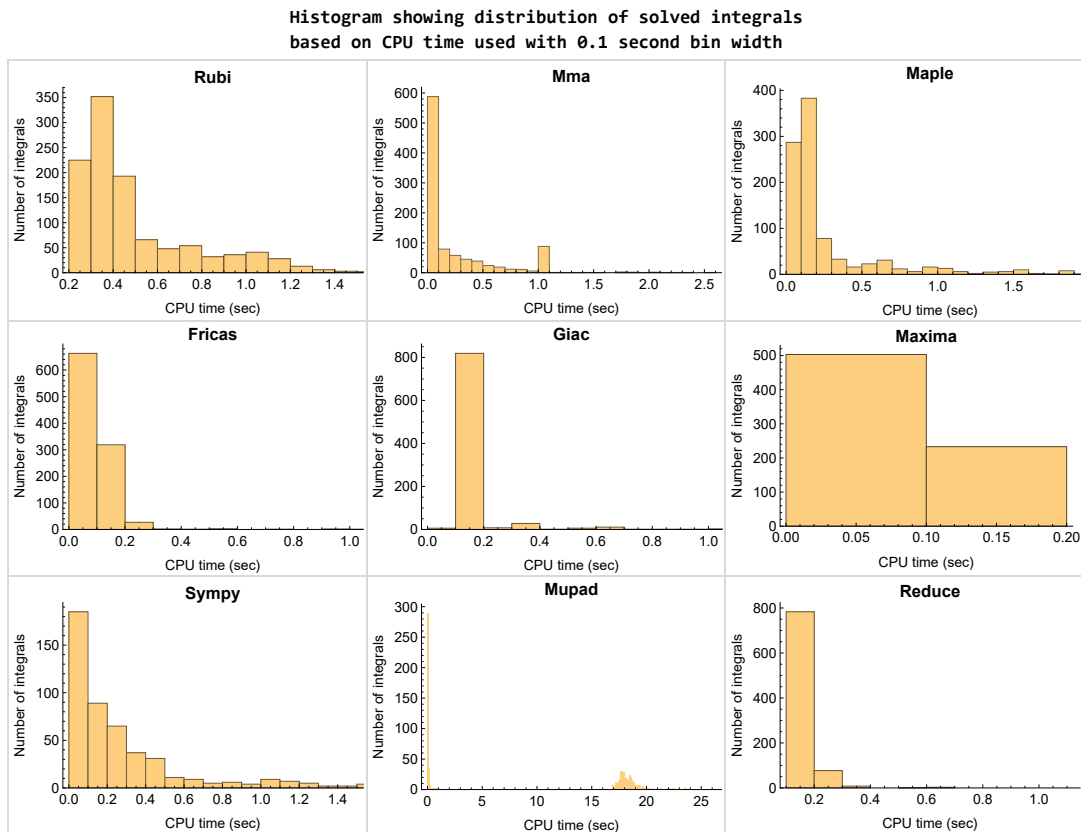 Histogram showing distribution of solved integrals
based on CPU time used with 0.1 second bin width
Rubi
Number of integrals
350
300
250
200
150
100
50
0
0.2 0.4 0.6 0.8 1.0 1.2 1.4
CPU time (sec)
Mma
Number of integrals
600
500
400
300
200
100
0
0.0 0.5 1.0 1.5 2.0 2.5
CPU time (sec)
Maple
Number of integrals
400
300
200
100
0
0.0 0.5 1.0 1.5
CPU time (sec)
Fricas
Number of integrals
600
500
400
300
200
100
0
0.0 0.2 0.4 0.6 0.8 1.0
CPU time (sec)
Giac
Number of integrals
800
600
400
200
0
0.0 0.2 0.4 0.6 0.8 1.0
CPU time (sec)
Maxima
Number of integrals
500
400
300
200
100
0
0.00 0.05 0.10 0.15 0.20
CPU time (sec)
Sympy
Number of integrals
150
100
50
0
0.0 0.2 0.4 0.6 0.8 1.0 1.2 1.4
CPU time (sec)
Mupad
Number of integrals
300
250
200
150
100
50
0
0 5 10 15 20 25
CPU time (sec)
Reduce
Number of integrals
800
600
400
200
0
0.2 0.4 0.6 0.8 1.0
CPU time (sec)